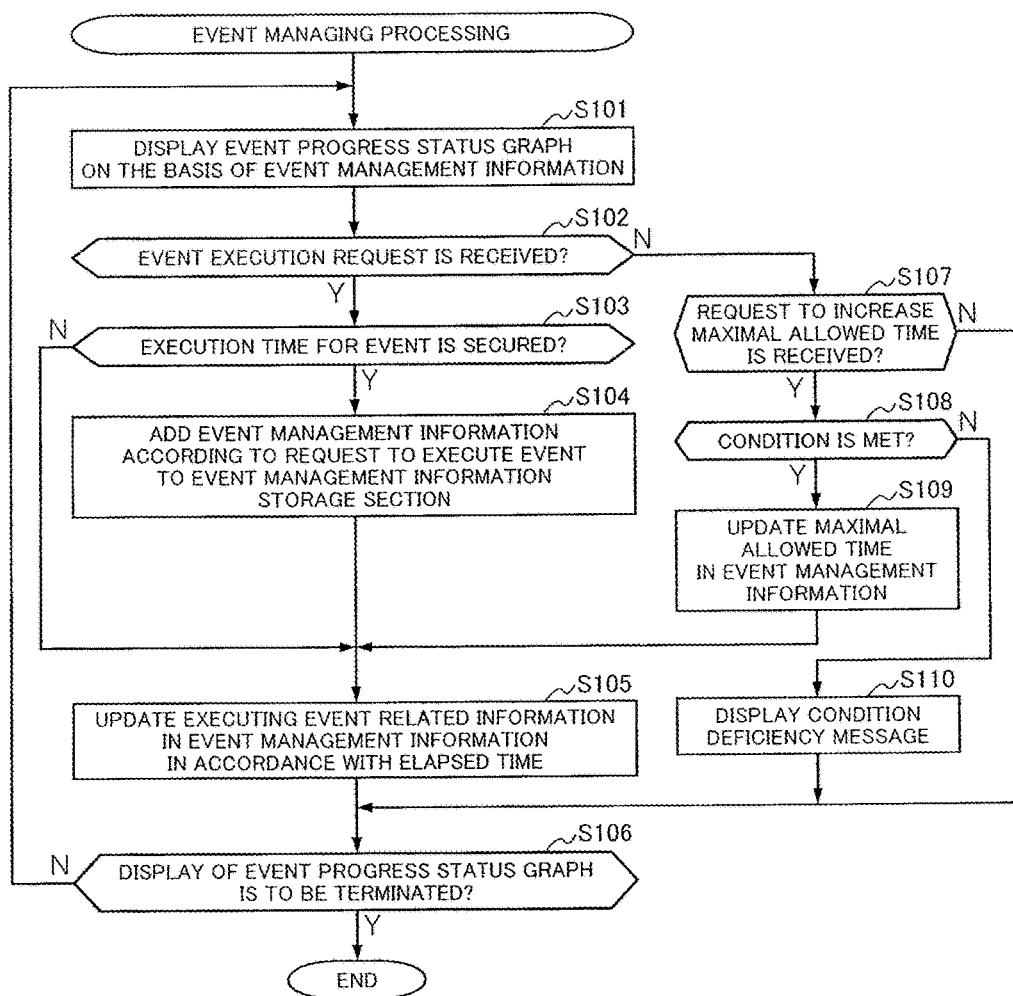 EVENT MANAGING PROCESSING
S101
DISPLAY EVENT PROGRESS STATUS GRAPH
ON THE BASIS OF EVENT MANAGEMENT INFORMATION
S102
EVENT EXECUTION REQUEST IS RECEIVED?
N
Y
S103
N
EXECUTION TIME FOR EVENT IS SECURED?
Y
S104
ADD EVENT MANAGEMENT INFORMATION
ACCORDING TO REQUEST TO EXECUTE EVENT
TO EVENT MANAGEMENT INFORMATION
STORAGE SECTION
S107
REQUEST TO INCREASE
MAXIMAL ALLOWED TIME
IS RECEIVED?
N
Y
S108
CONDITION IS MET?
N
Y
S109
UPDATE MAXIMAL
ALLOWED TIME
IN EVENT MANAGEMENT
INFORMATION
S105
UPDATE EXECUTING EVENT RELATED INFORMATION
IN EVENT MANAGEMENT INFORMATION
IN ACCORDANCE WITH ELAPSED TIME
S110
DISPLAY CONDITION
DEFICIENCY MESSAGE
S106
N
DISPLAY OF EVENT PROGRESS STATUS GRAPH
IS TO BE TERMINATED?
Y
END